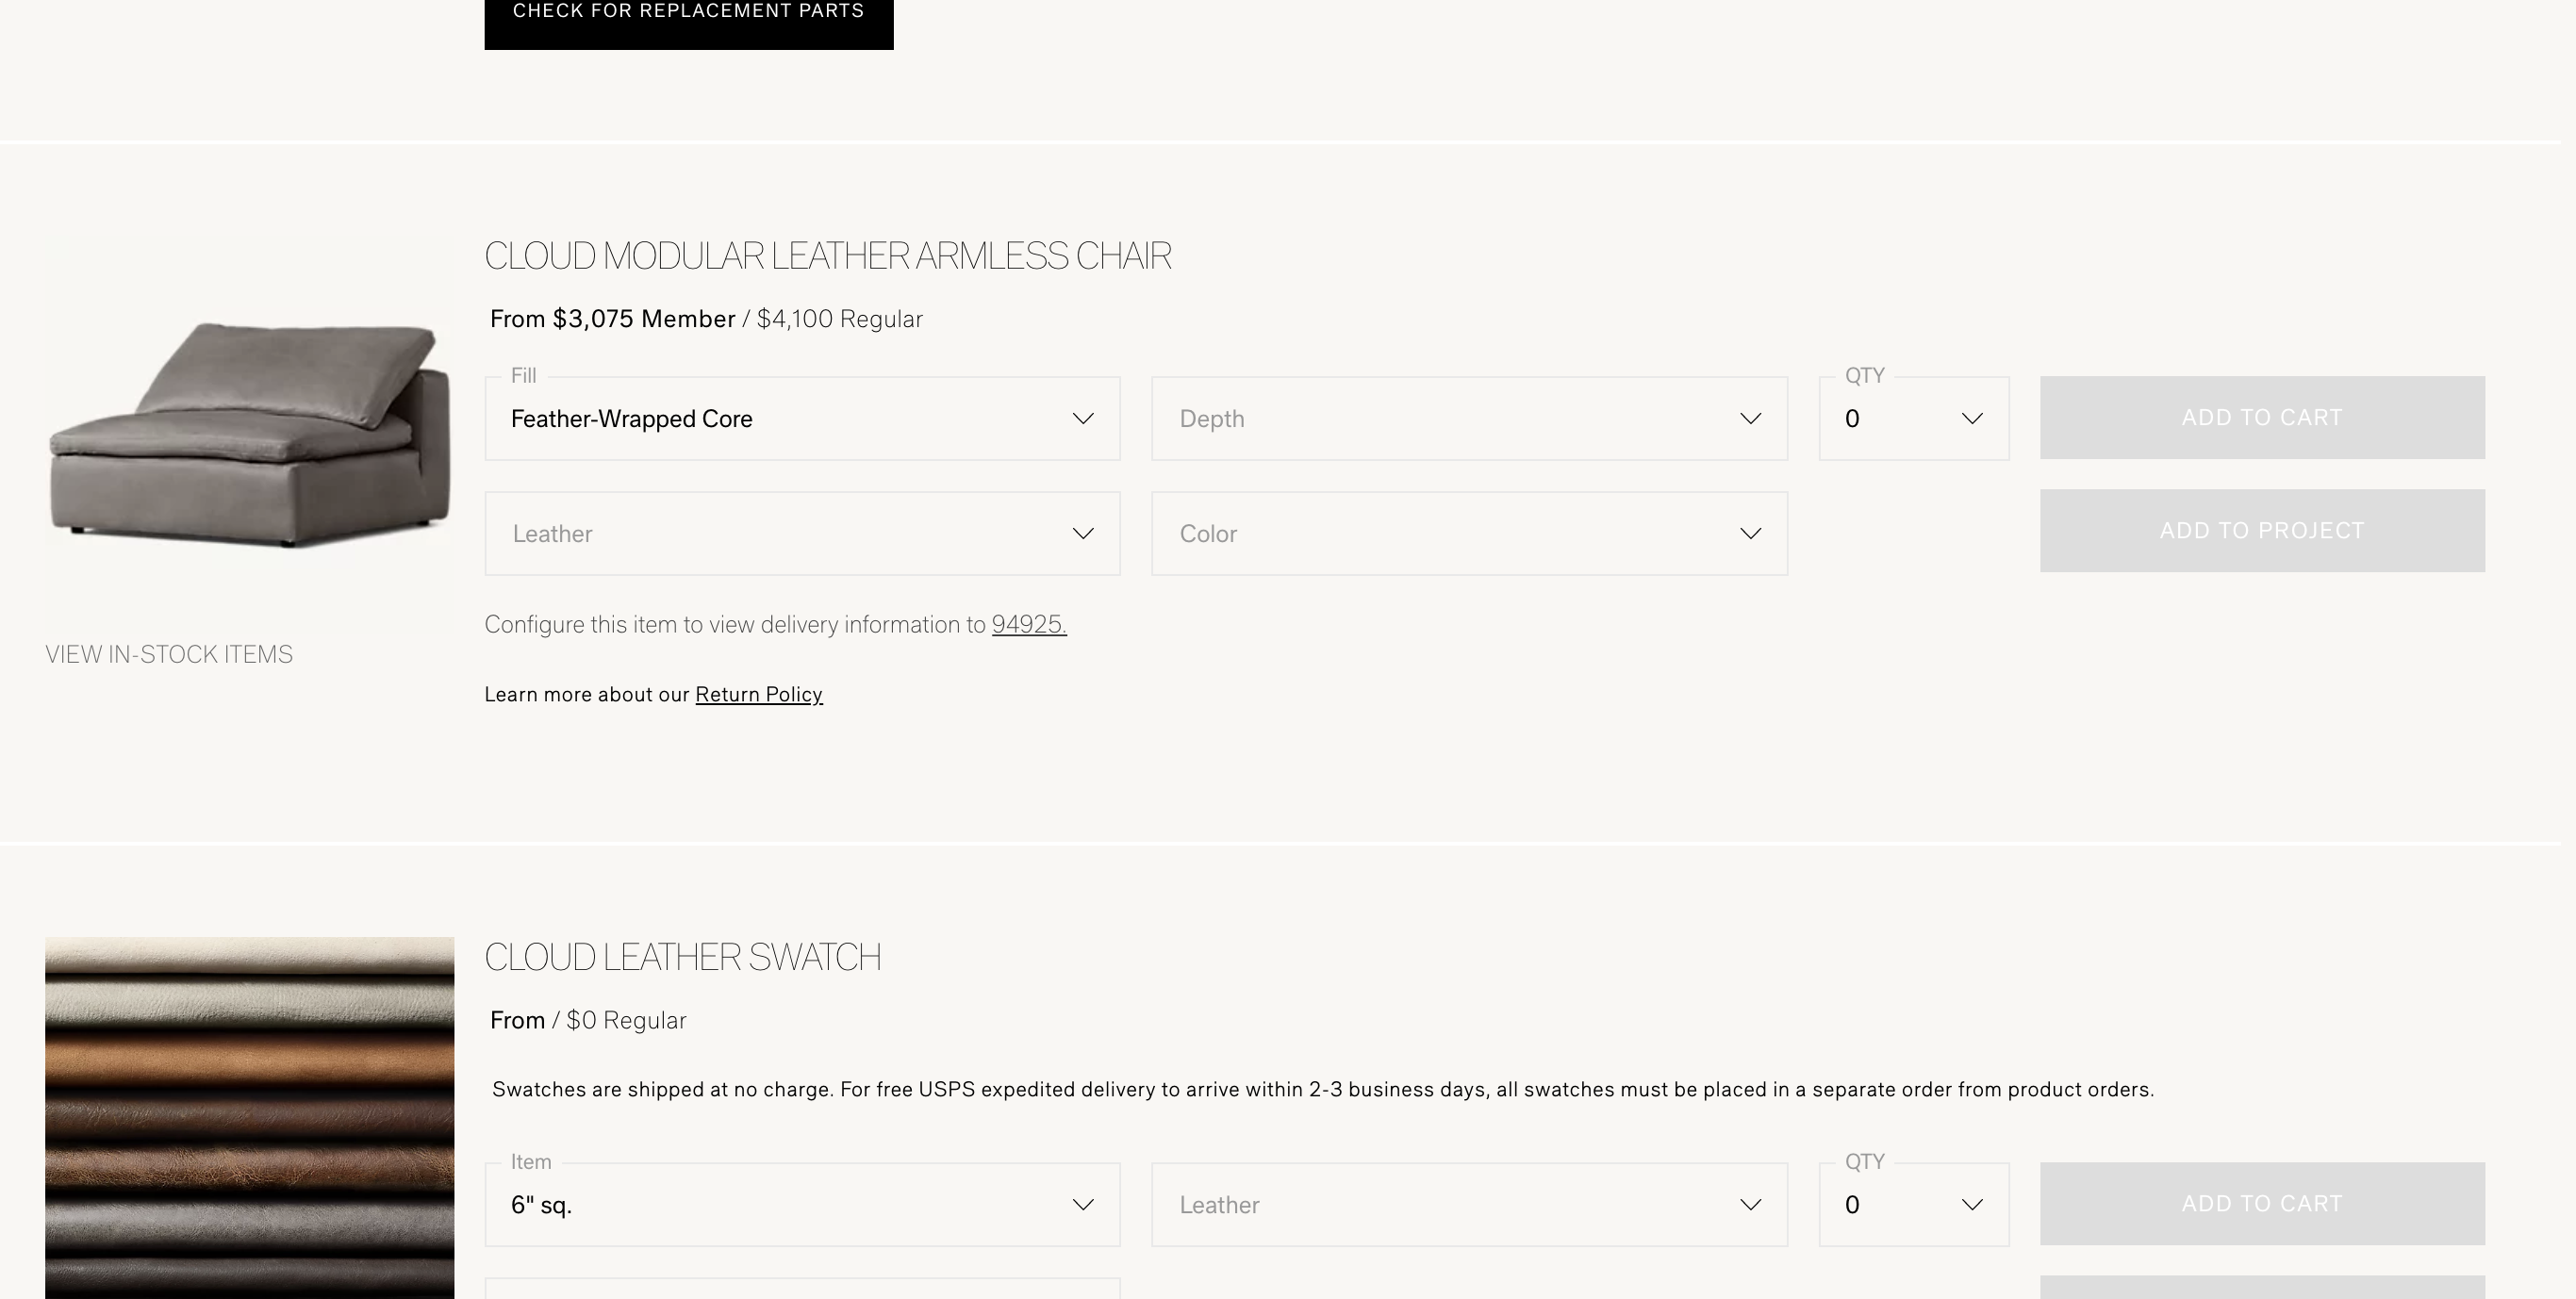 CHECK FOR REPLACEMENT PARTS
CLOUD MODULAR LEATHER ARMLESS CHAIR
From $3,075 Member / $4,100 Regular
Fill
Feather-Wrapped Core
Depth
QTY
0
ADD TO CART
Leather
Color
ADD TO PROJECT
Configure this item to view delivery information to 94925.
VIEW IN-STOCK ITEMS
Learn more about our Return Policy
CLOUD LEATHER SWATCH
From / $0 Regular
Swatches are shipped at no charge. For free USPS expedited delivery to arrive within 2-3 business days, all swatches must be placed in a separate order from product orders.
Item
6" sq.
Leather
QTY
0
ADD TO CART